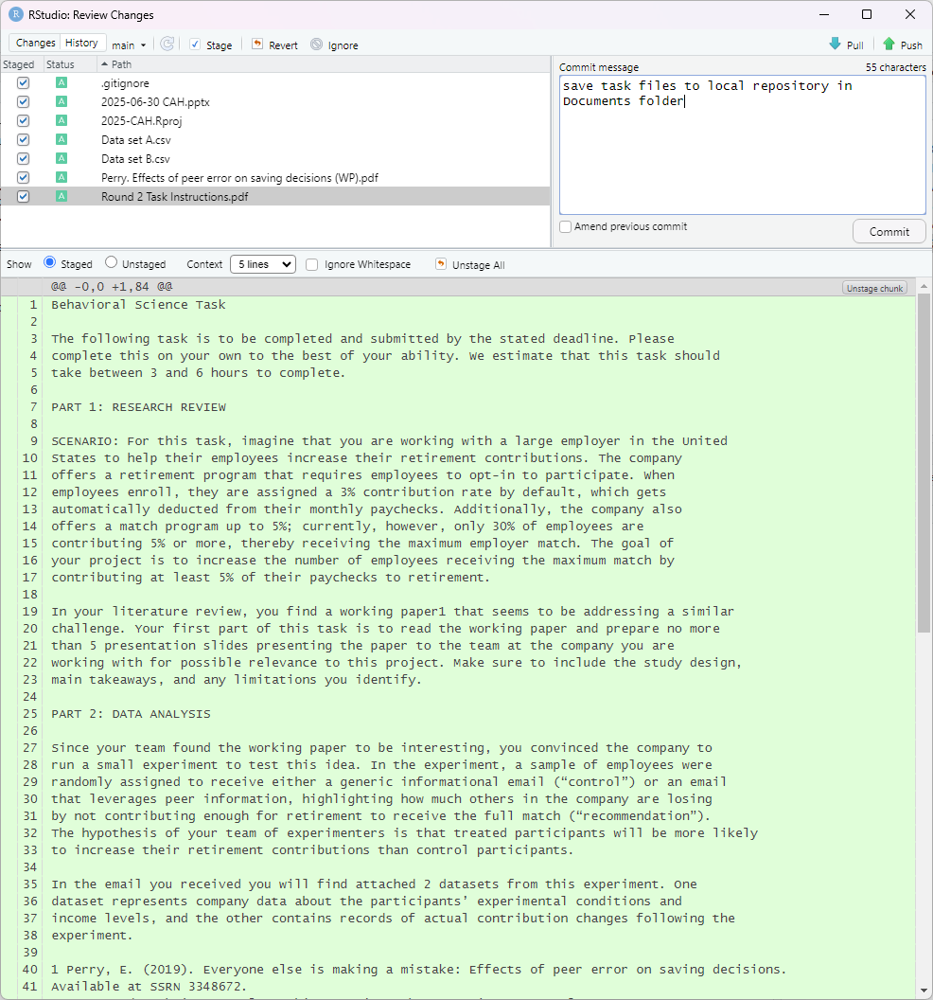 RStudio: Review Changes
Changes History main Stage Revert Ignore Pull Push
Staged Status Path
A .gitignore
A 2025-06-30 CAH.pptx
A 2025-CAH.Rproj
A Data set A.csv
A Data set B.csv
A Perry. Effects of peer error on saving decisions (WP).pdf
A Round 2 Task Instructions.pdf
Commit message 55 characters
save task files to local repository in
Documents folder
Amend previous commit Commit
Show Staged Unstaged Context 5 lines Ignore Whitespace Unstage All
@@ -0,0 +1,84 @@ Unstage chunk
1 Behavioral Science Task
2
3 The following task is to be completed and submitted by the stated deadline. Please
4 complete this on your own to the best of your ability. We estimate that this task should
5 take between 3 and 6 hours to complete.
6
7 PART 1: RESEARCH REVIEW
8
9 SCENARIO: For this task, imagine that you are working with a large employer in the United
10 States to help their employees increase their retirement contributions. The company
11 offers a retirement program that requires employees to opt-in to participate. When
12 employees enroll, they are assigned a 3% contribution rate by default, which gets
13 automatically deducted from their monthly paychecks. Additionally, the company also
14 offers a match program up to 5%; currently, however, only 30% of employees are
15 contributing 5% or more, thereby receiving the maximum employer match. The goal of
16 your project is to increase the number of employees receiving the maximum match by
17 contributing at least 5% of their paychecks to retirement.
18
19 In your literature review, you find a working paper1 that seems to be addressing a similar
20 challenge. Your first part of this task is to read the working paper and prepare no more
21 than 5 presentation slides presenting the paper to the team at the company you are
22 working with for possible relevance to this project. Make sure to include the study design,
23 main takeaways, and any limitations you identify.
24
25 PART 2: DATA ANALYSIS
26
27 Since your team found the working paper to be interesting, you convinced the company to
28 run a small experiment to test this idea. In the experiment, a sample of employees were
29 randomly assigned to receive either a generic informational email (“control”) or an email
30 that leverages peer information, highlighting how much others in the company are losing
31 by not contributing enough for retirement to receive the full match (“recommendation”).
32 The hypothesis of your team of experimenters is that treated participants will be more likely
33 to increase their retirement contributions than control participants.
34
35 In the email you received you will find attached 2 datasets from this experiment. One
36 dataset represents company data about the participants’ experimental conditions and
37 income levels, and the other contains records of actual contribution changes following the
38 experiment.
39
40 1 Perry, E. (2019). Everyone else is making a mistake: Effects of peer error on saving decisions.
41 Available at SSRN 3348672.